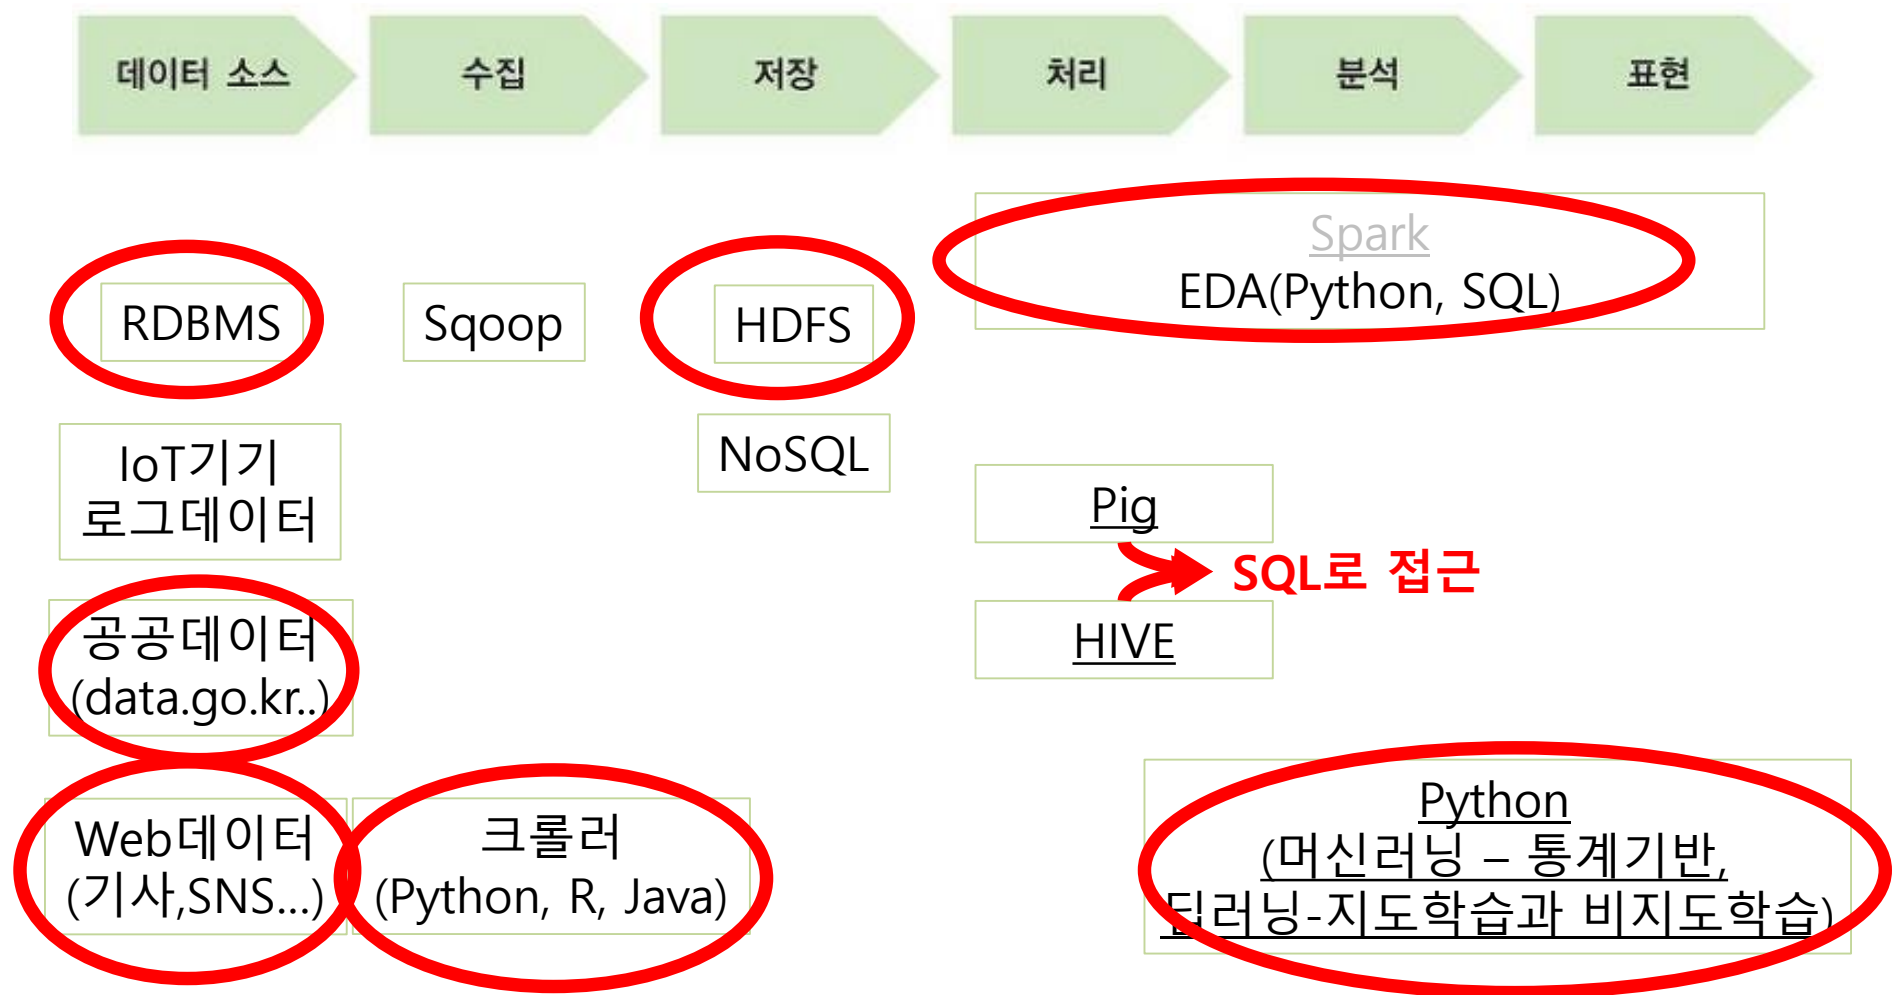 데이터 소스
수집
저장
처리
분석
표현
Spark
EDA(Python, SQL)
RDBMS
Sqoop
HDFS
IoT기기
로그데이터
NoSQL
Pig
SQL로 접근
HIVE
공공데이터
(data.go.kr..)
Web데이터
(기사,SNS...)
크롤러
(Python, R, Java)
Python
(머신러닝 – 통계기반,
딥러닝-지도학습과 비지도학습)